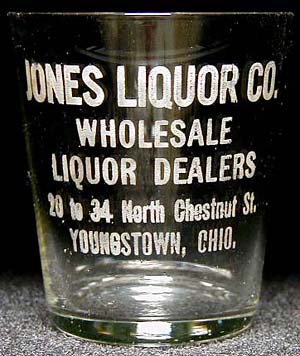 JONES LIQUOR CO.
WHOLESALE
LIQUOR DEALERS
20 to 34 North Chestnut St.
YOUNGSTOWN, OHIO.